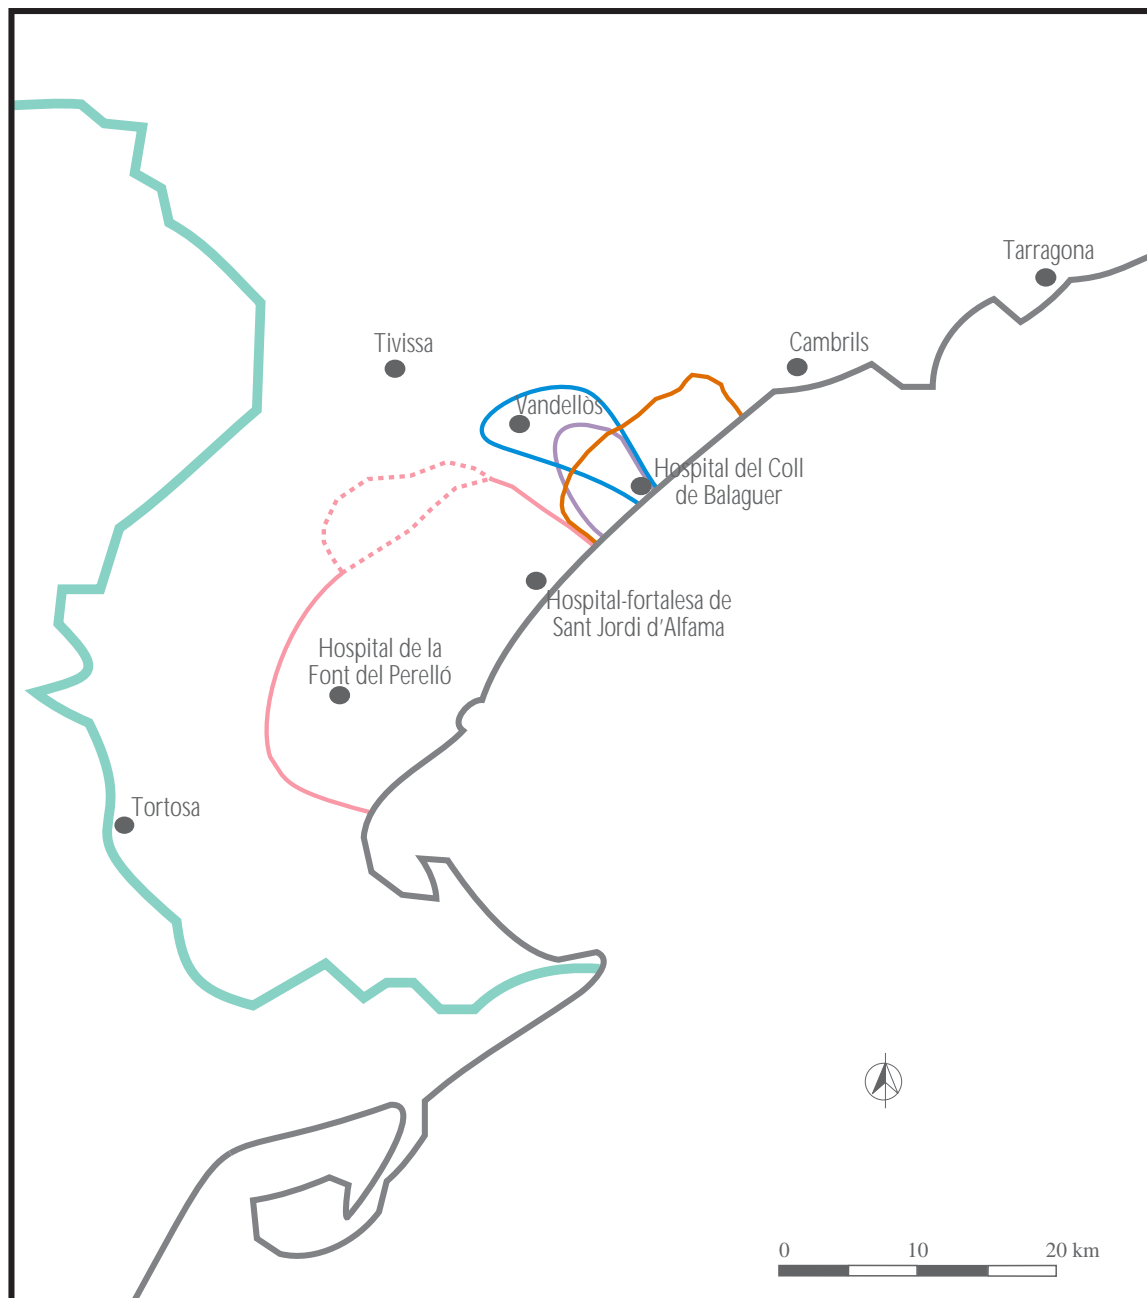 Tarragona
Tivissa
Cambrils
Vandellòs
Hospital del Coll
de Balaguer
Hospital-fortalesa de
Sant Jordi d'Alfama
Hospital de la
Font del Perelló
Tortosa
0 10 20 km